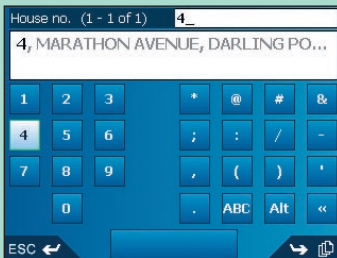 House no. (1 - 1 of 1) 4_
4, MARATHON AVENUE, DARLING PO...
1 2 3 * @ # &
4 5 6 ; : / -
7 8 9 , ( ) '
0 . ABC Alt «
ESC